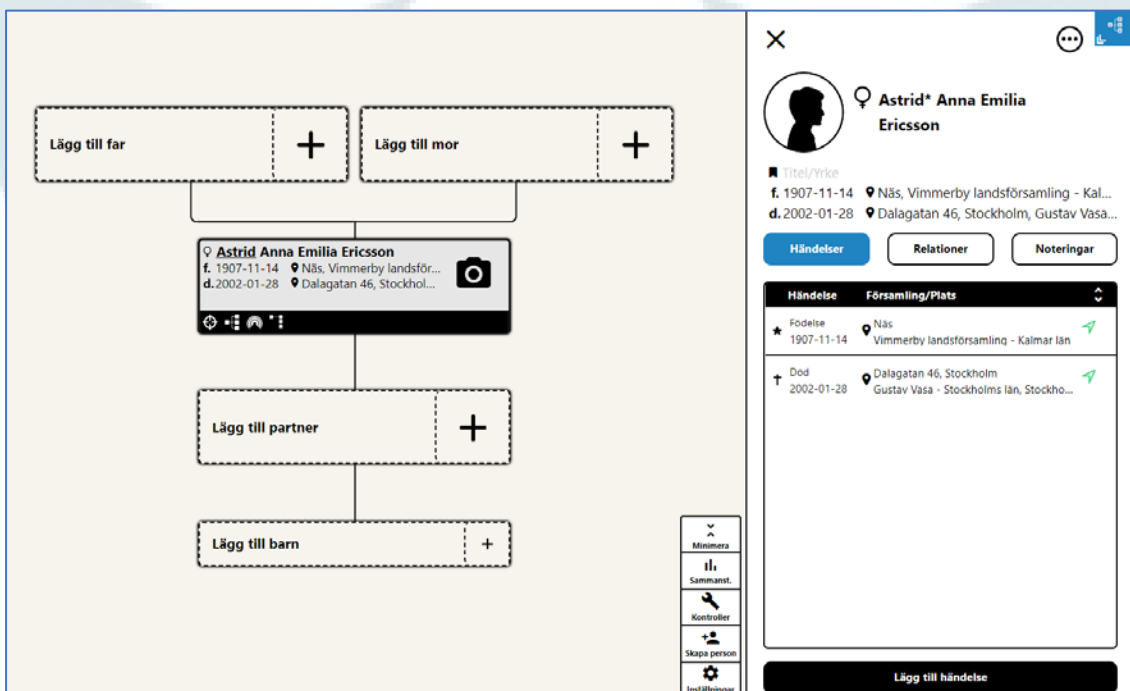 Lägg till far
Lägg till mor
Astrid Anna Emilia Ericsson
f. 1907-11-14 Näs, Vimmerby landsför...
d. 2002-01-28 Dalagatan 46, Stockhol...
Lägg till partner
Lägg till barn
Minimera
Sammanst.
Kontroller
Skapa person
Inställningar
Astrid* Anna Emilia
Ericsson
Titel/Yrke
f. 1907-11-14 Näs, Vimmerby landsförsamling - Kal...
d. 2002-01-28 Dalagatan 46, Stockholm, Gustav Vasa...
Händelser Relationer Noteringar
Händelse Församling/Plats
Födelse Näs
1907-11-14 Vimmerby landsförsamling - Kalmar län
Död Dalagatan 46, Stockholm
2002-01-28 Gustav Vasa - Stockholms län, Stockho...
Lägg till händelse